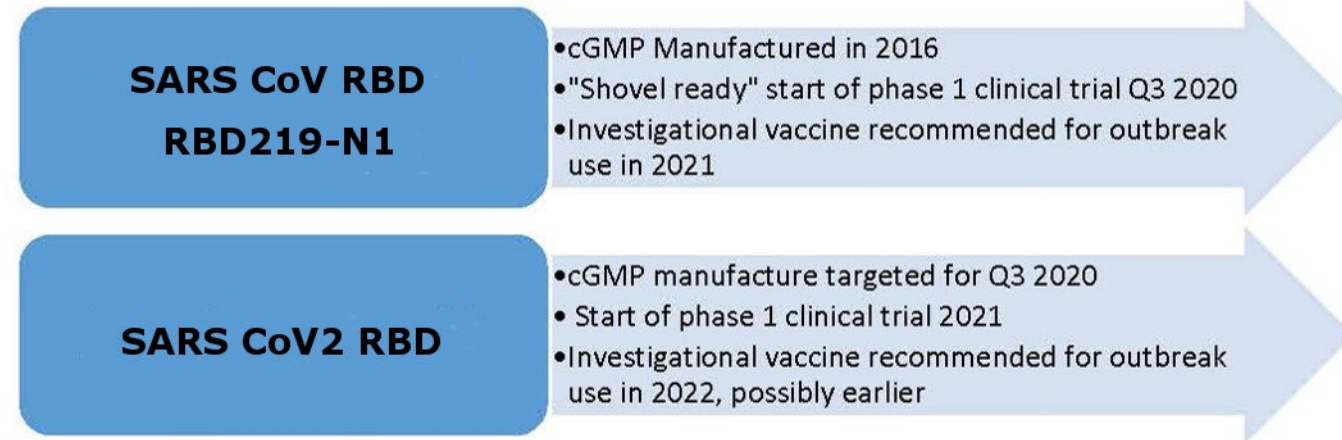 SARS CoV RBD
RBD219-N1
•cGMP Manufactured in 2016
•"Shovel ready" start of phase 1 clinical trial Q3 2020
•Investigational vaccine recommended for outbreak
use in 2021
SARS CoV2 RBD
•cGMP manufacture targeted for Q3 2020
• Start of phase 1 clinical trial 2021
•Investigational vaccine recommended for outbreak
use in 2022, possibly earlier